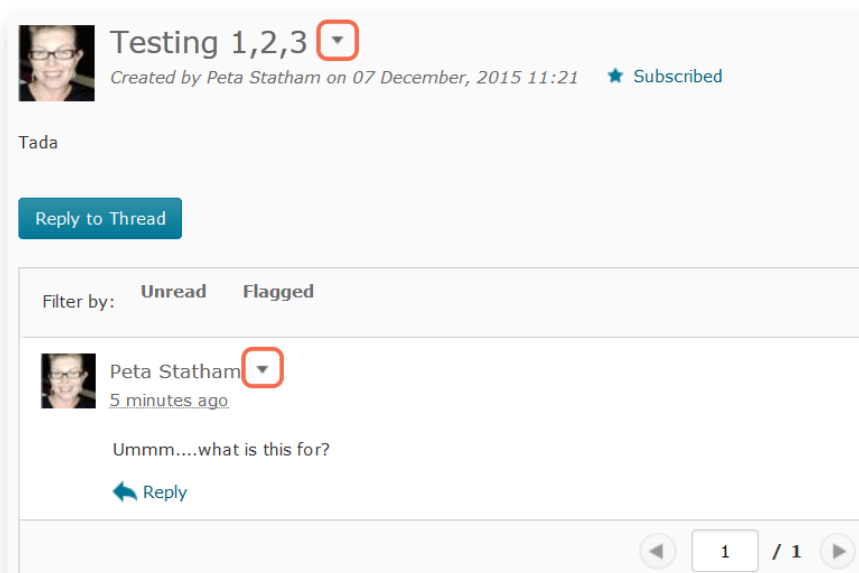 Testing 1,2,3
Created by Peta Statham on 07 December, 2015 11:21 Subscribed
Tada
Reply to Thread
Filter by: Unread Flagged
Peta Statham
5 minutes ago
Ummm....what is this for?
Reply
1 / 1